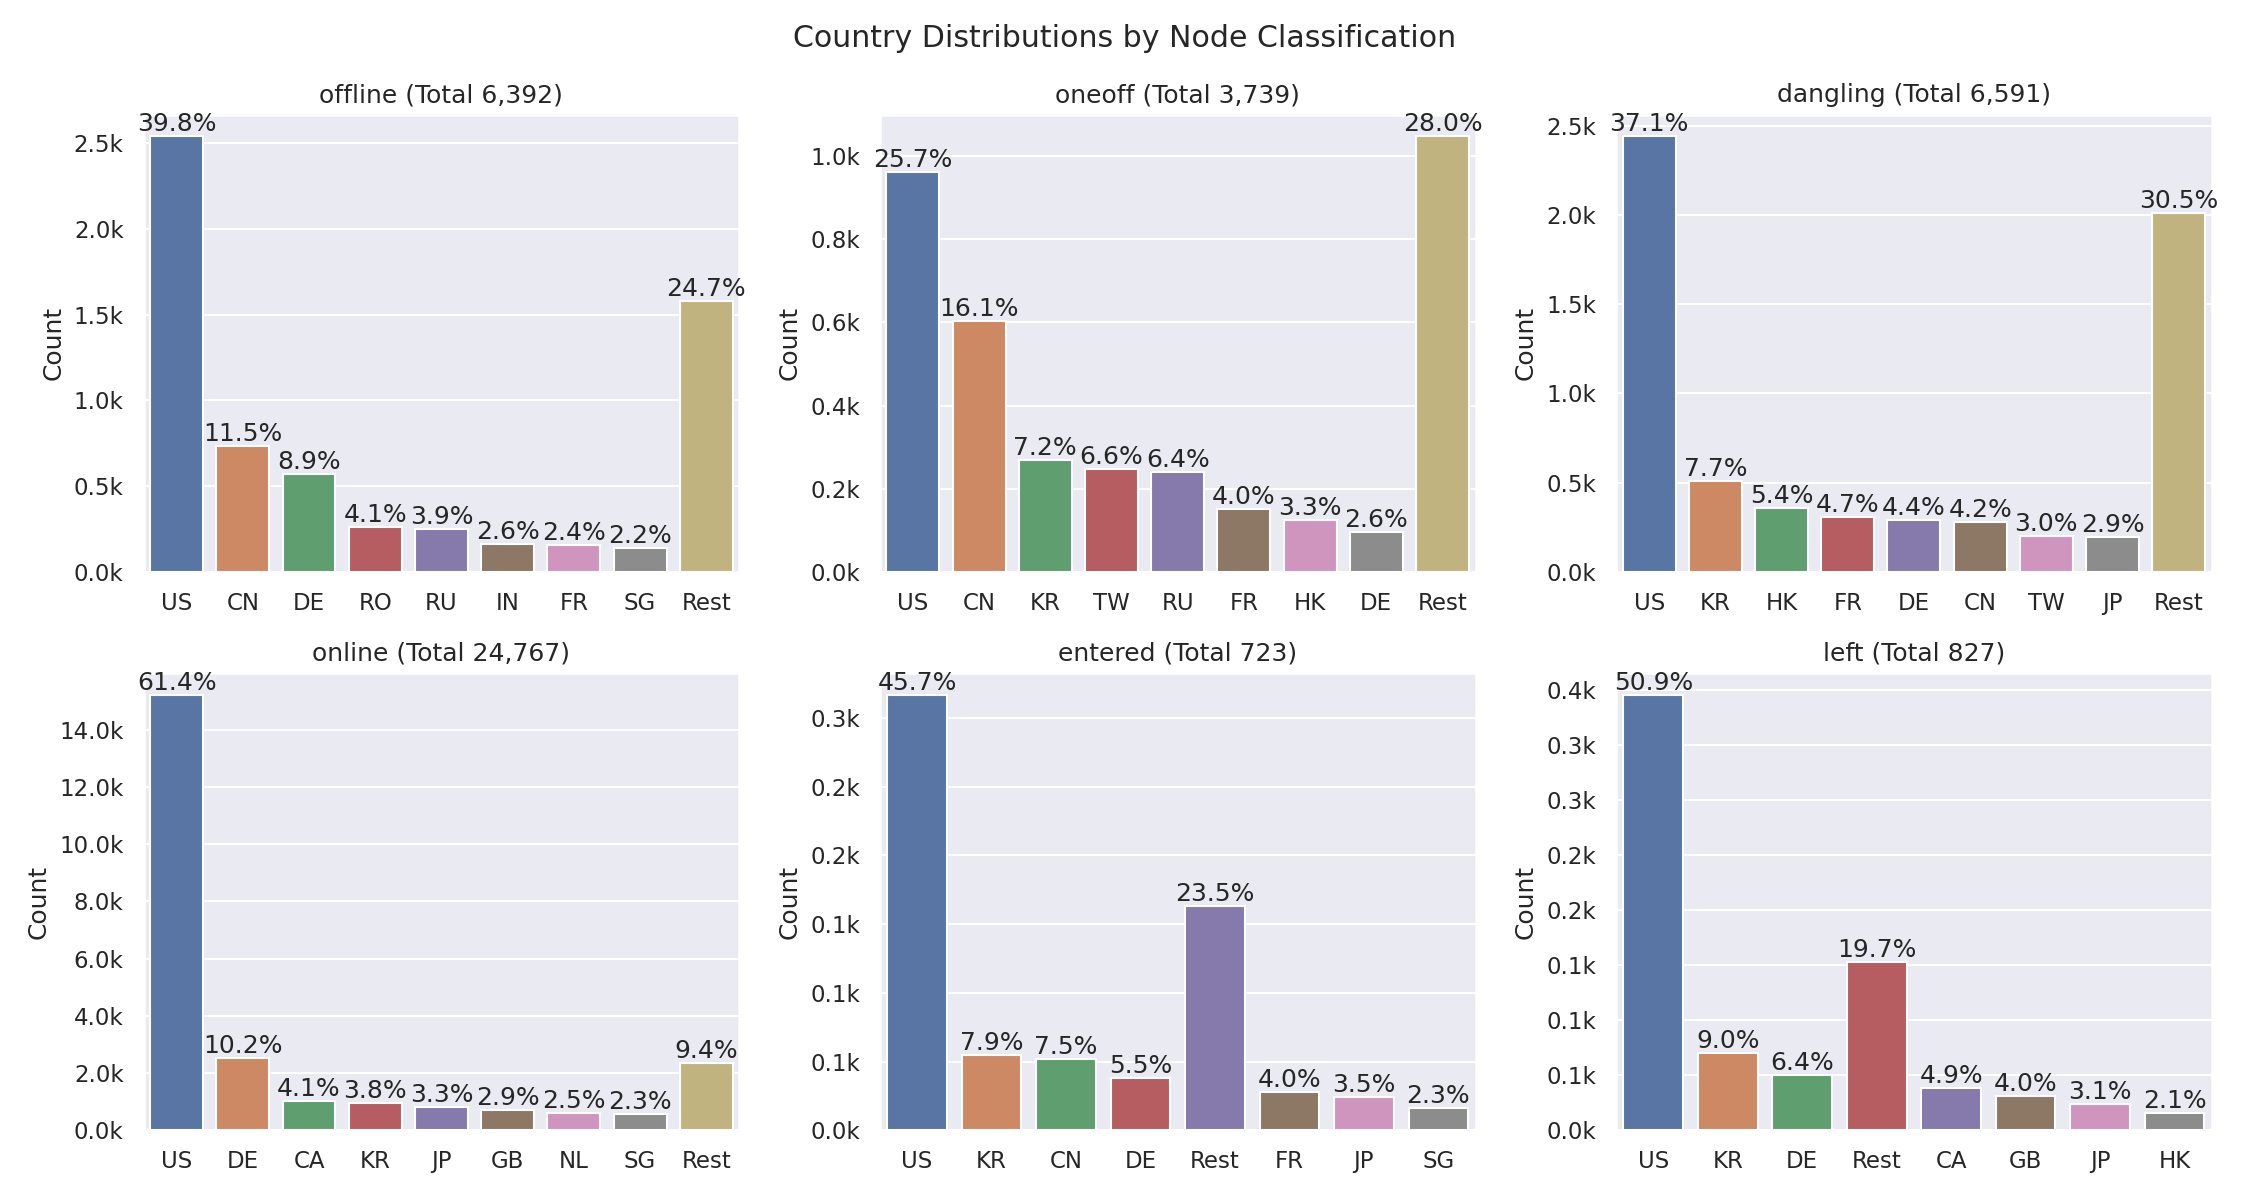 Country Distributions by Node Classification
offline (Total 6,392)
Count
2.5k
2.0k
1.5k
1.0k
0.5k
0.0k
39.8%
11.5%
8.9%
4.1%
3.9%
2.6%
2.4%
2.2%
24.7%
US CN DE RO RU IN FR SG Rest
oneoff (Total 3,739)
Count
1.0k
0.8k
0.6k
0.4k
0.2k
0.0k
25.7%
16.1%
7.2%
6.6%
6.4%
4.0%
3.3%
2.6%
28.0%
US CN KR TW RU FR HK DE Rest
dangling (Total 6,591)
Count
2.5k
2.0k
1.5k
1.0k
0.5k
0.0k
37.1%
7.7%
5.4%
4.7%
4.4%
4.2%
3.0%
2.9%
30.5%
US KR HK FR DE CN TW JP Rest
online (Total 24,767)
Count
14.0k
12.0k
10.0k
8.0k
6.0k
4.0k
2.0k
0.0k
61.4%
10.2%
4.1%
3.8%
3.3%
2.9%
2.5%
2.3%
9.4%
US DE CA KR JP GB NL SG Rest
entered (Total 723)
Count
0.3k
0.2k
0.2k
0.1k
0.1k
0.1k
0.0k
45.7%
7.9%
7.5%
5.5%
23.5%
4.0%
3.5%
2.3%
US KR CN DE Rest FR JP SG
left (Total 827)
Count
0.4k
0.3k
0.3k
0.2k
0.2k
0.1k
0.1k
0.1k
0.0k
50.9%
9.0%
6.4%
19.7%
4.9%
4.0%
3.1%
2.1%
US KR DE Rest CA GB JP HK